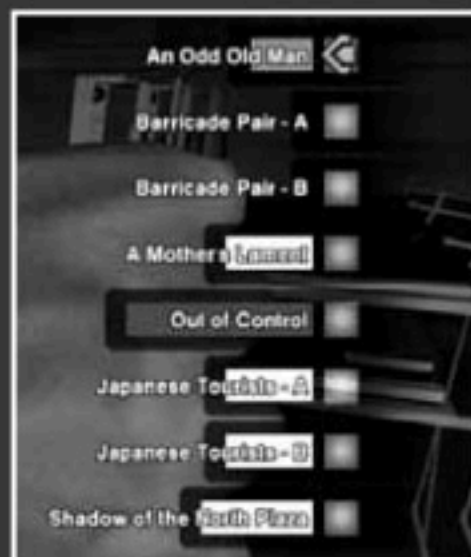 An Odd Old Man
Barricade Pair - A
Barricade Pair - B
A Mother's Lament
Out of Control
Japanese Tourists - A
Japanese Tourists - B
Shadow of the North Plaza